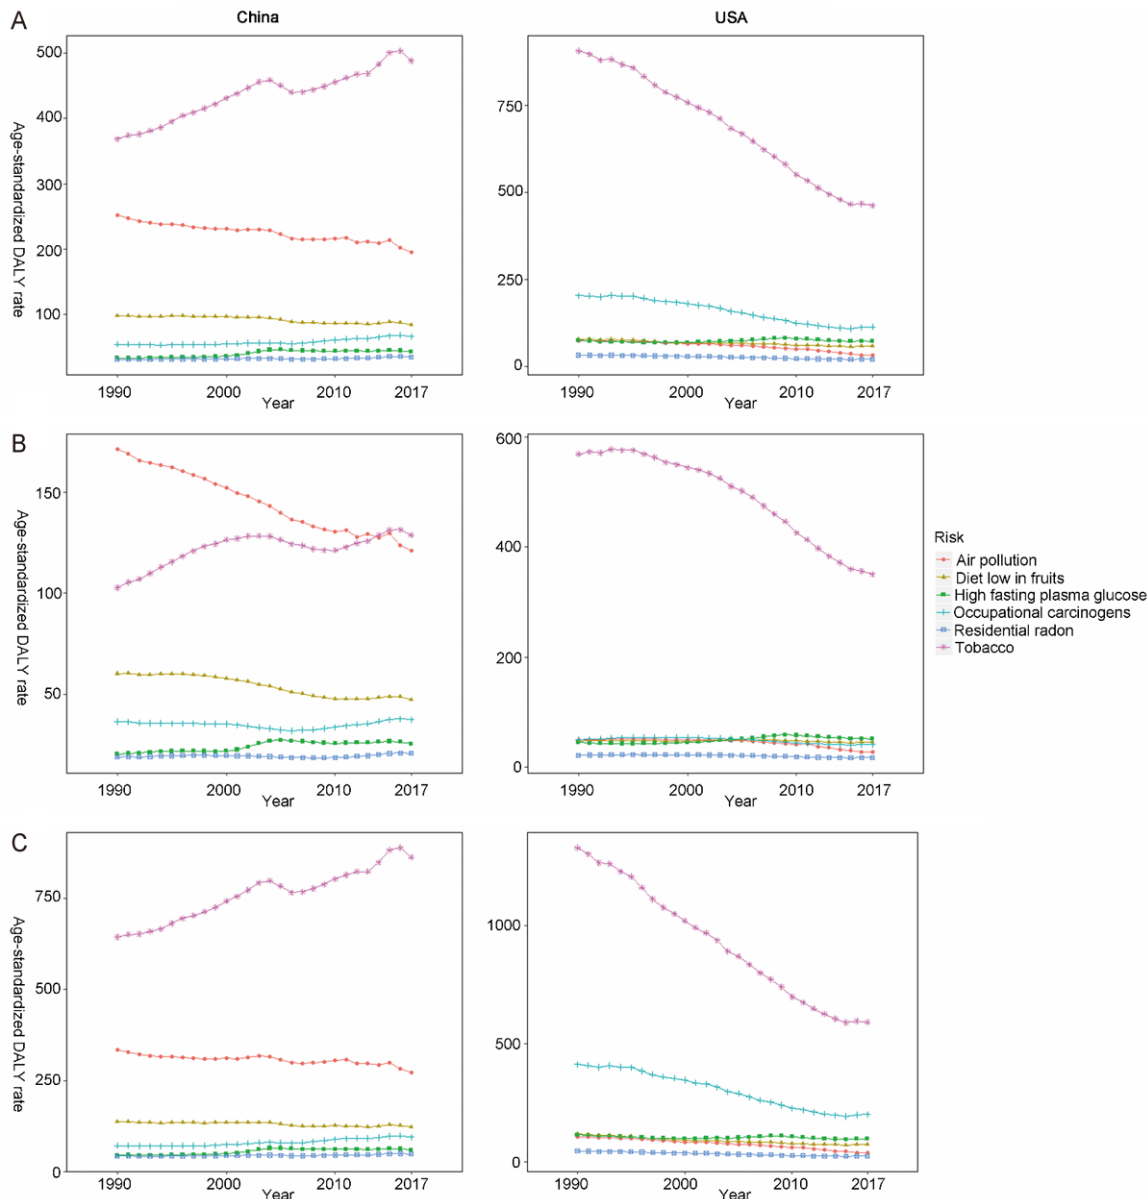 A
China
USA
Age-standardized DALY rate
500
400
300
200
100
1990
2000
2010
2017
Year
750
500
250
0
1990
2000
2010
2017
Year
B
Age-standardized DALY rate
150
100
50
1990
2000
2010
2017
Year
600
400
200
0
1990
2000
2010
2017
Year
Risk
Air pollution
Diet low in fruits
High fasting plasma glucose
Occupational carcinogens
Residential radon
Tobacco
C
Age-standardized DALY rate
750
500
250
0
1990
2000
2010
2017
Year
1000
500
0
1990
2000
2010
2017
Year